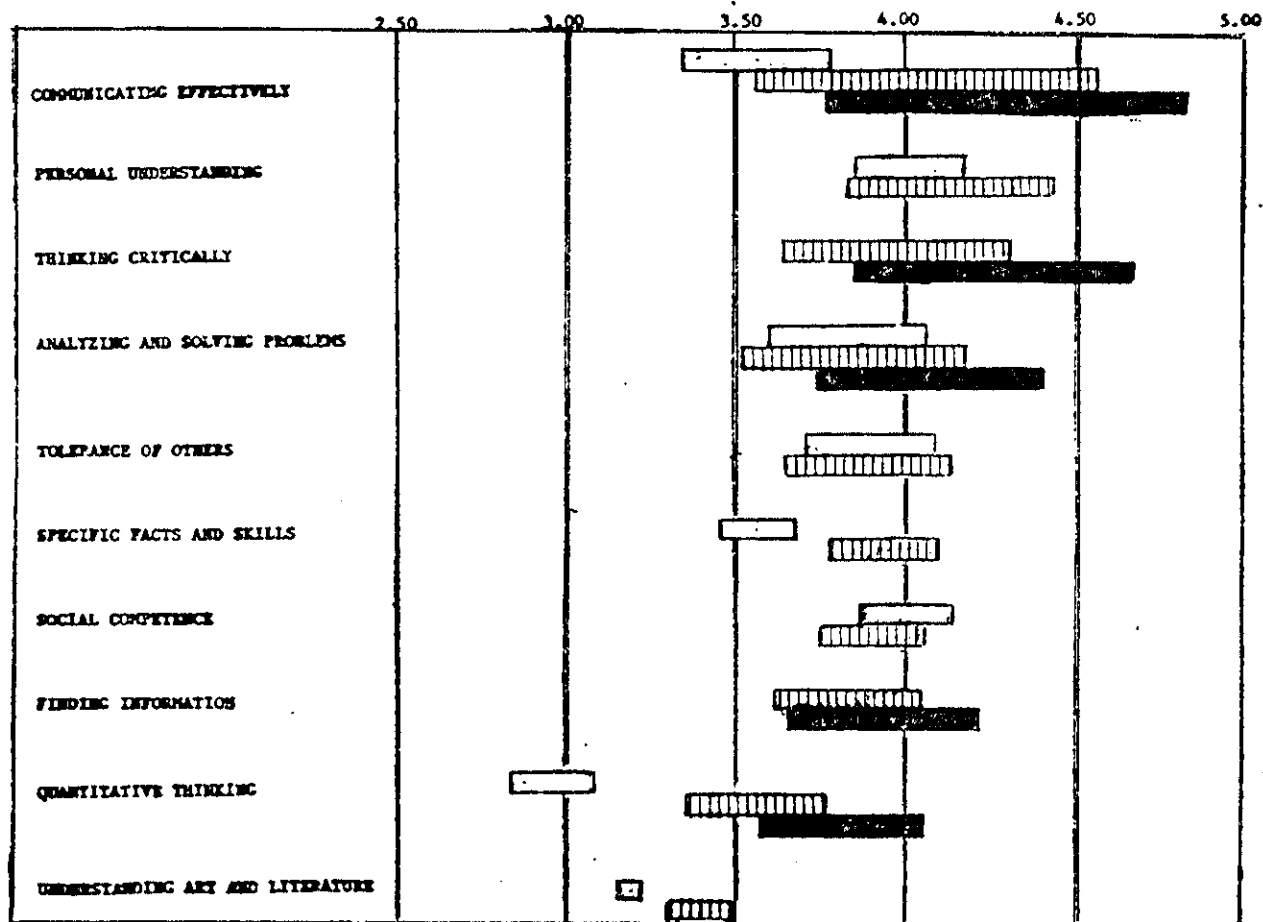 2.50 3.00 3.50 4.00 4.50 5.00
COMMUNICATING EFFECTIVELY
PERSONAL UNDERSTANDING
THINKING CRITICALLY
ANALYZING AND SOLVING PROBLEMS
TOLERANCE OF OTHERS
SPECIFIC FACTS AND SKILLS
SOCIAL COMPETENCE
FINDING INFORMATION
QUANTITATIVE THINKING
UNDERSTANDING ART AND LITERATURE